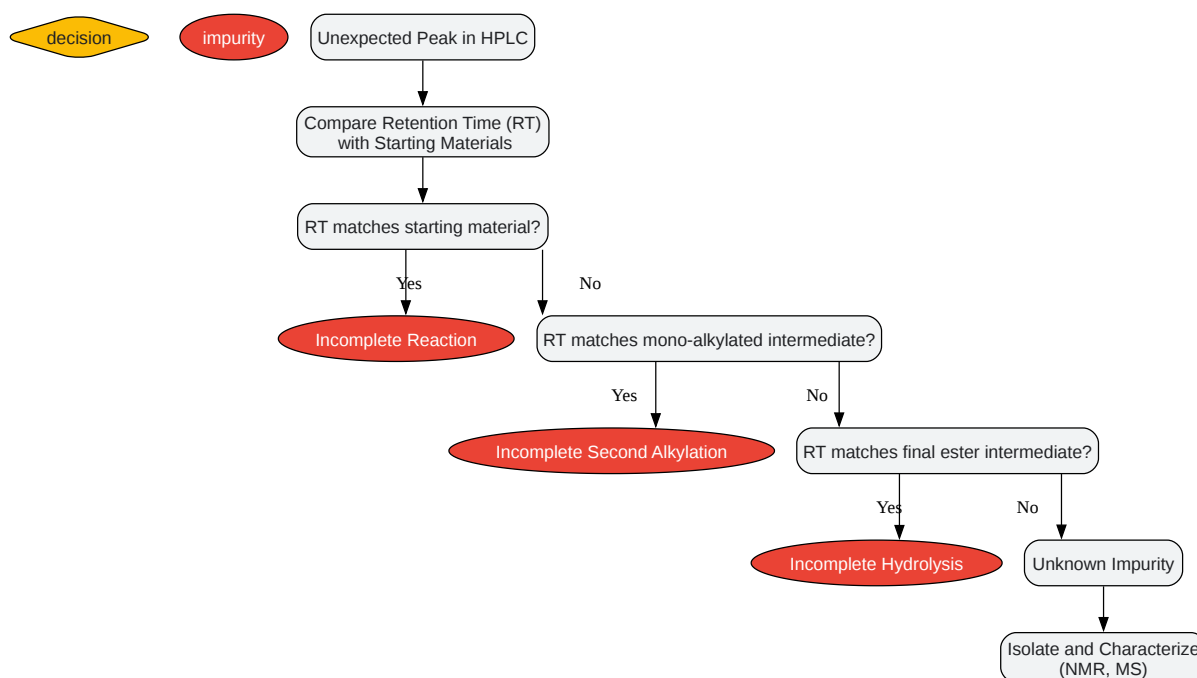 decision
impurity
Unexpected Peak in HPLC
Compare Retention Time (RT)
with Starting Materials
RT matches starting material?
Yes
No
Incomplete Reaction
RT matches mono-alkylated intermediate?
Yes
No
Incomplete Second Alkylation
RT matches final ester intermediate?
Yes
No
Incomplete Hydrolysis
Unknown Impurity
Isolate and Characterize
(NMR, MS)